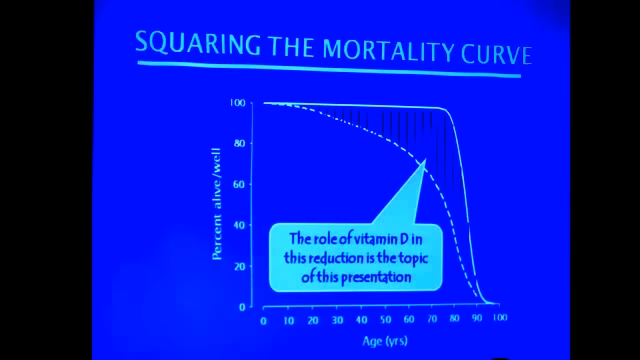 SQUARING THE MORTALITY CURVE
100
80
60
40
20
0
Percent alive/well
The role of vitamin D in
this reduction is the topic
of this presentation
0 10 20 30 40 50 60 70 80 90 100
Age (yrs)